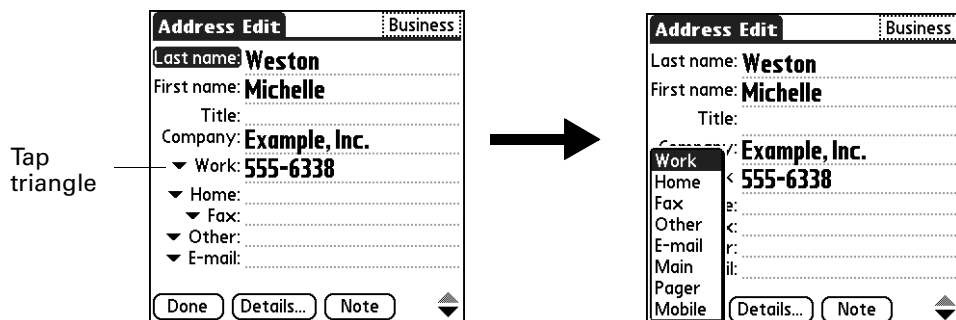 Address Edit Business
Last name: Weston
First name: Michelle
Title:
Company: Example, Inc.
Work: 555-6338
Home:
Fax:
Other:
E-mail:
Done Details... Note
Tap
triangle
Address Edit Business
Last name: Weston
First name: Michelle
Title:
Company: Example, Inc.
Work 555-6338
Home
Fax
Other
E-mail
Main
Pager
Mobile Details... Note